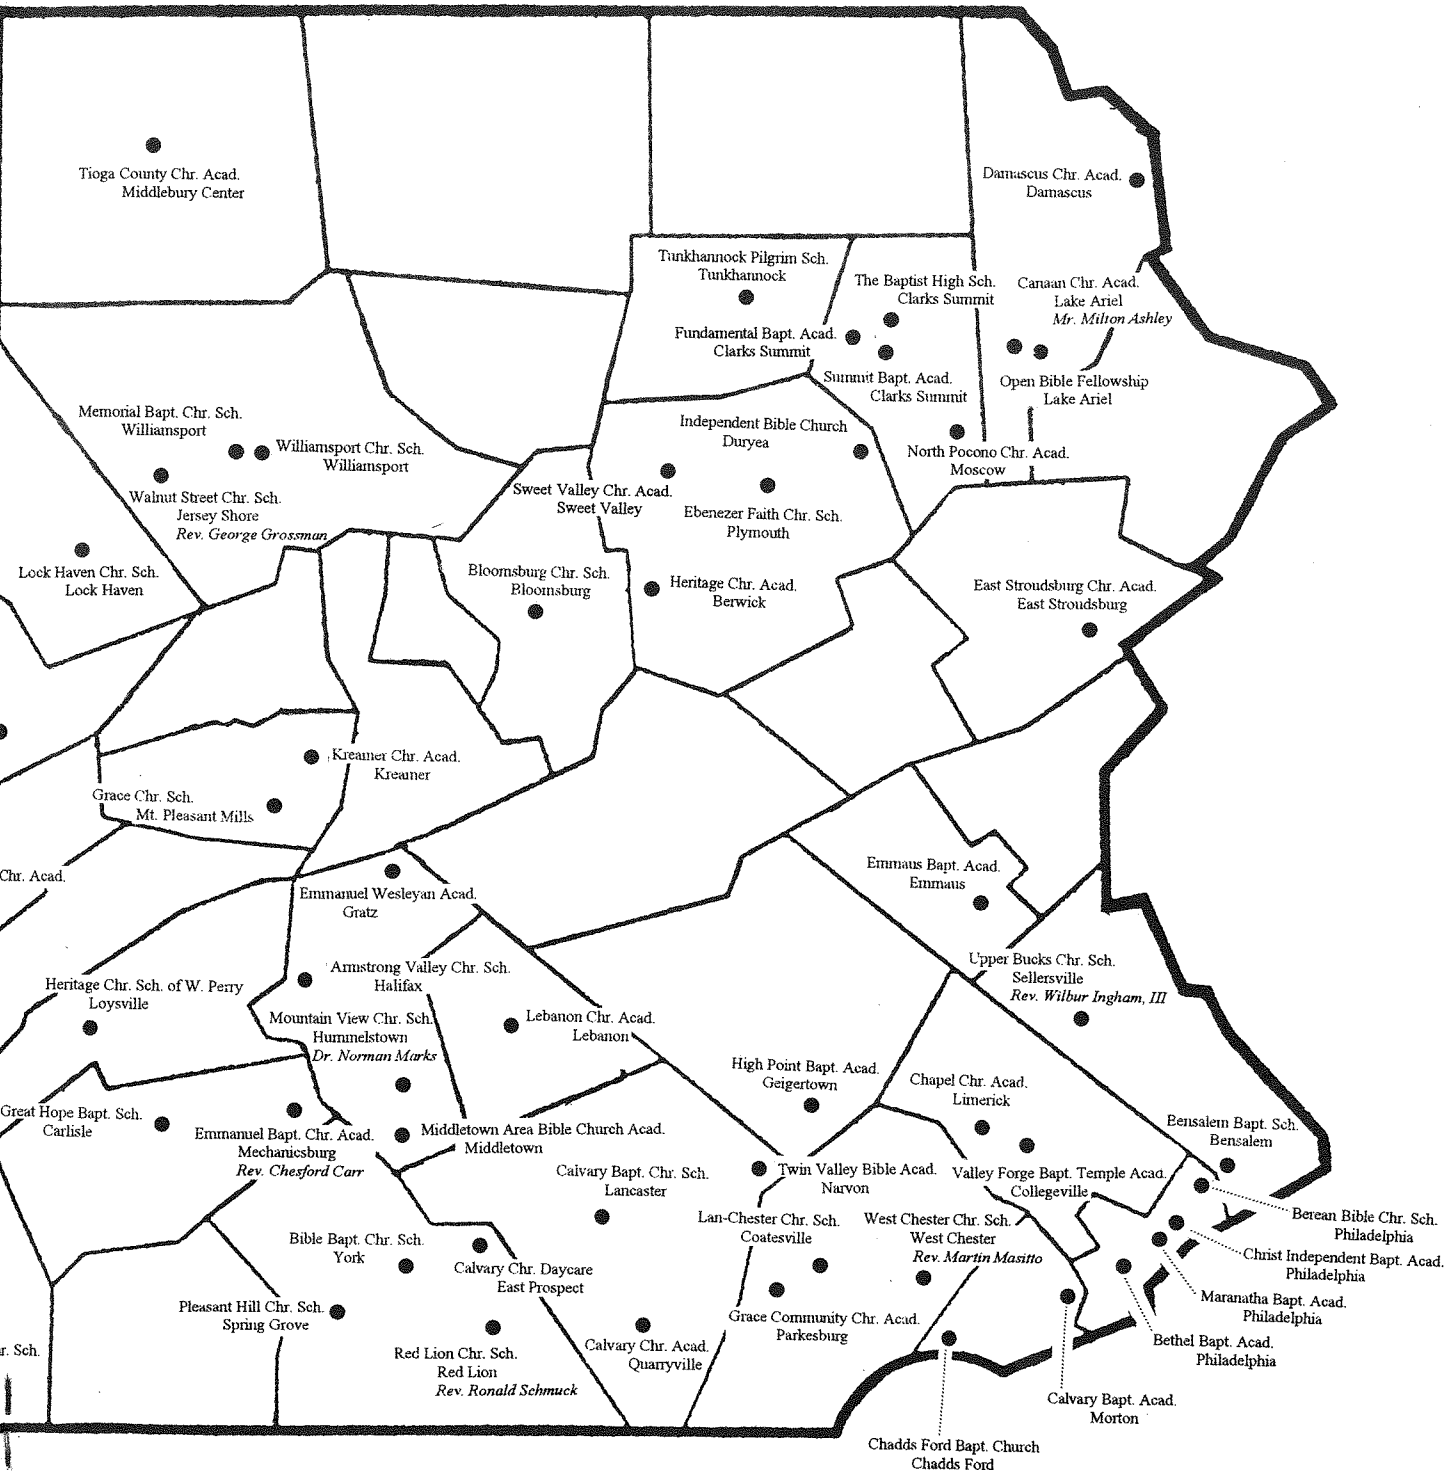 Tioga County Chr. Acad.
Middlebury Center
Damascus Chr. Acad.
Damascus
Tunkhannock Pilgrim Sch.
Tunkhannock
The Baptist High Sch.
Clarks Summit
Canaan Chr. Acad.
Lake Ariel
Mr. Milton Ashley
Fundamental Bapt. Acad.
Clarks Summit
Summit Bapt. Acad.
Clarks Summit
Open Bible Fellowship
Lake Ariel
Memorial Bapt. Chr. Sch.
Williamsport
Williamsport Chr. Sch.
Williamsport
Independent Bible Church
Duryea
North Pocono Chr. Acad.
Moscow
Walnut Street Chr. Sch.
Jersey Shore
Rev. George Grossman
Sweet Valley Chr. Acad.
Sweet Valley
Ebenezer Faith Chr. Sch.
Plymouth
Lock Haven Chr. Sch.
Lock Haven
Bloomsburg Chr. Sch.
Bloomsburg
Heritage Chr. Acad.
Berwick
East Stroudsburg Chr. Acad.
East Stroudsburg
Kreamer Chr. Acad.
Kreamer
Grace Chr. Sch.
Mt. Pleasant Mills
Chr. Acad.
Emmanuel Wesleyan Acad.
Gratz
Emmaus Bapt. Acad.
Emmaus
Upper Bucks Chr. Sch.
Sellersville
Rev. Wilbur Ingham, III
Heritage Chr. Sch. of W. Perry
Loysville
Armstrong Valley Chr. Sch.
Halifax
Mountain View Chr. Sch.
Hummelstown
Dr. Norman Marks
Lebanon Chr. Acad.
Lebanon
High Point Bapt. Acad.
Geigertown
Chapel Chr. Acad.
Limerick
Great Hope Bapt. Sch.
Carlisle
Emmanuel Bapt. Chr. Acad.
Mechanicsburg
Rev. Chesford Carr
Middletown Area Bible Church Acad.
Middletown
Bensalem Bapt. Sch.
Bensalem
Calvary Bapt. Chr. Sch.
Lancaster
Twin Valley Bible Acad.
Narvon
Valley Forge Bapt. Temple Acad.
Collegeville
Bible Bapt. Chr. Sch.
York
Calvary Chr. Daycare
East Prospect
Lan-Chester Chr. Sch.
Coatesville
West Chester Chr. Sch.
West Chester
Rev. Martin Masitto
Berean Bible Chr. Sch.
Philadelphia
Christ Independent Bapt. Acad.
Philadelphia
Maranatha Bapt. Acad.
Philadelphia
Bethel Bapt. Acad.
Philadelphia
Pleasant Hill Chr. Sch.
Spring Grove
Grace Community Chr. Acad.
Parkesburg
Red Lion Chr. Sch.
Red Lion
Rev. Ronald Schmuck
Calvary Chr. Acad.
Quarryville
r. Sch.
Calvary Bapt. Acad.
Morton
Chadds Ford Bapt. Church
Chadds Ford